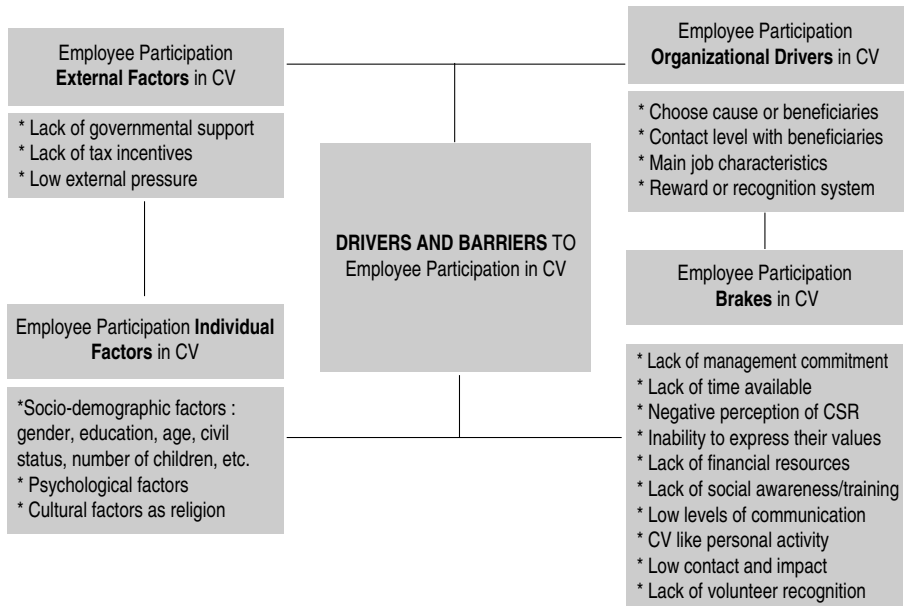 Employee Participation
External Factors in CV
* Lack of governmental support
* Lack of tax incentives
* Low external pressure
Employee Participation Individual
Factors in CV
*Socio-demographic factors :
gender, education, age, civil
status, number of children, etc.
* Psychological factors
* Cultural factors as religion
DRIVERS AND BARRIERS TO
Employee Participation in CV
Employee Participation
Organizational Drivers in CV
* Choose cause or beneficiaries
* Contact level with beneficiaries
* Main job characteristics
* Reward or recognition system
Employee Participation
Brakes in CV
* Lack of management commitment
* Lack of time available
* Negative perception of CSR
* Inability to express their values
* Lack of financial resources
* Lack of social awareness/training
* Low levels of communication
* CV like personal activity
* Low contact and impact
* Lack of volunteer recognition